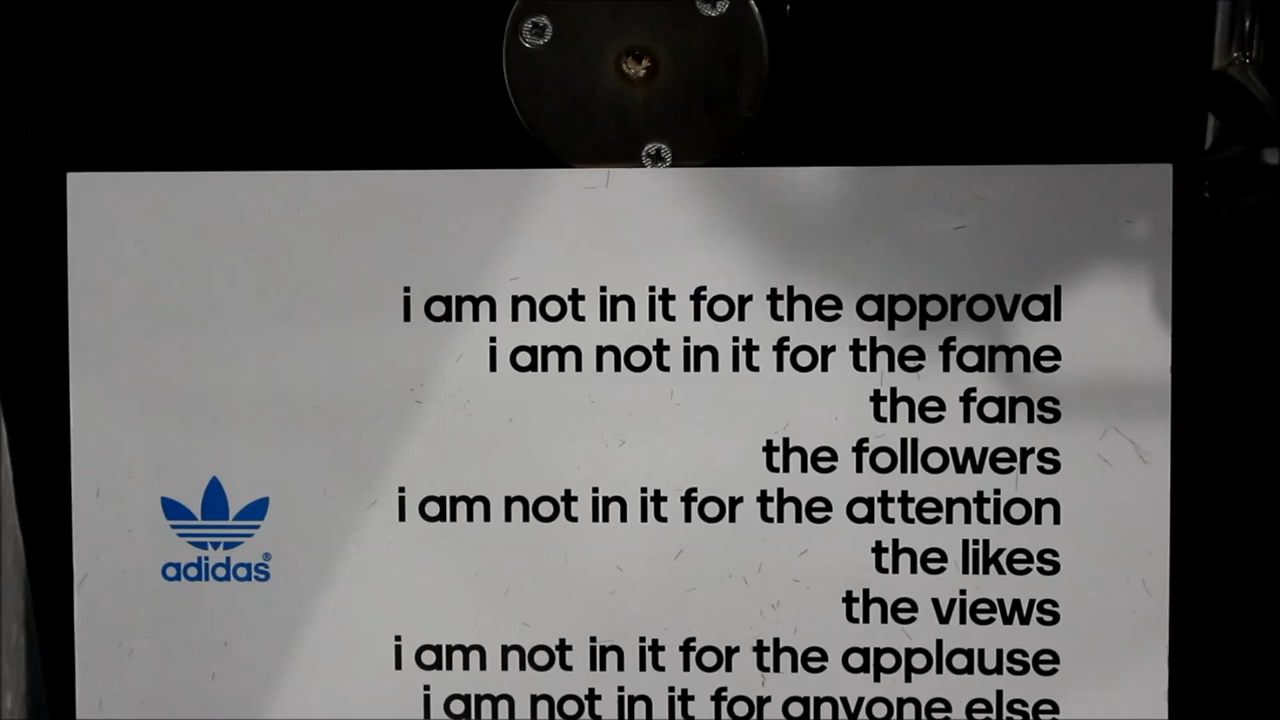 i am not in it for the approval
i am not in it for the fame
the fans
the followers
i am not in it for the attention
the likes
the views
i am not in it for the applause
i am not in it for anyone else
adidas®